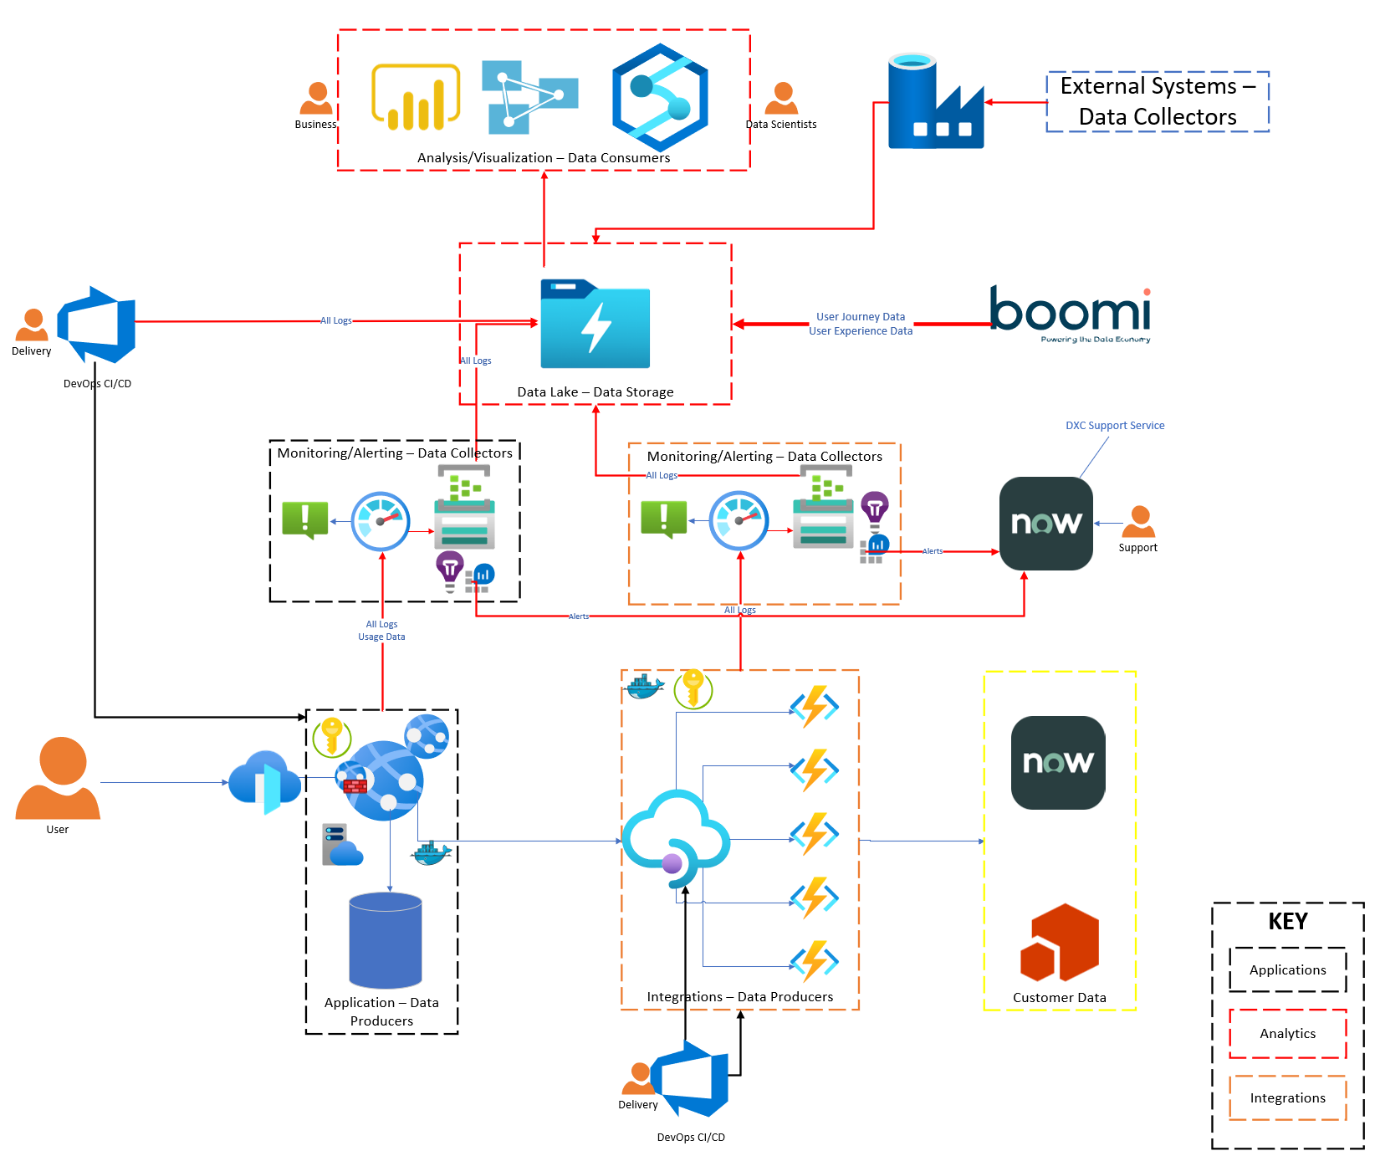 External Systems –
Data Collectors
Business
Data Scientists
Analysis/Visualization – Data Consumers
boomi
Powering the Data Economy
User Journey Data
User Experience Data
All Logs
Delivery
DevOps CI/CD
All Logs
Data Lake – Data Storage
DXC Support Service
Monitoring/Alerting – Data Collectors
Monitoring/Alerting – Data Collectors
All Logs
now
Support
Alerts
All Logs
Alerts
All Logs
Usage Data
now
User
Application – Data
Producers
Integrations – Data Producers
Customer Data
KEY
Applications
Analytics
Integrations
Delivery
DevOps CI/CD